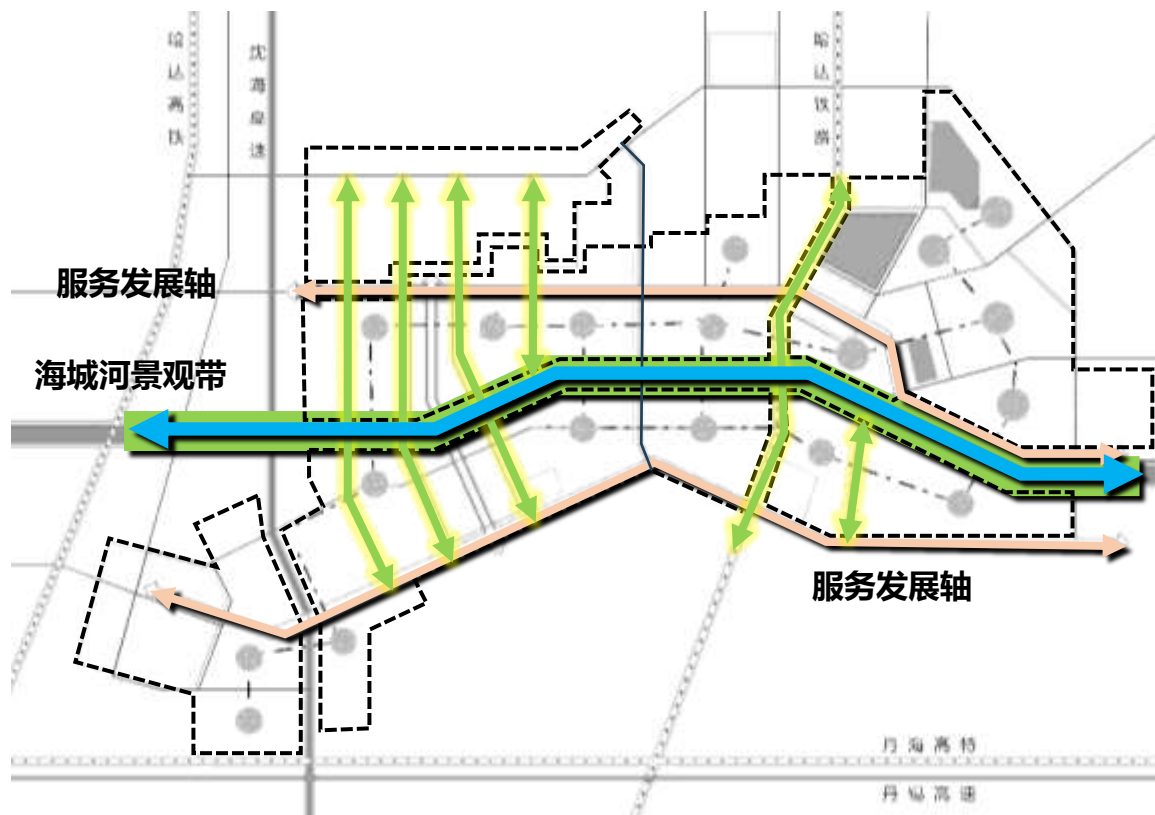 哈达高铁
沈海高速
哈达铁路
服务发展轴
海城河景观带
服务发展轴
丹海高特
丹锡高速